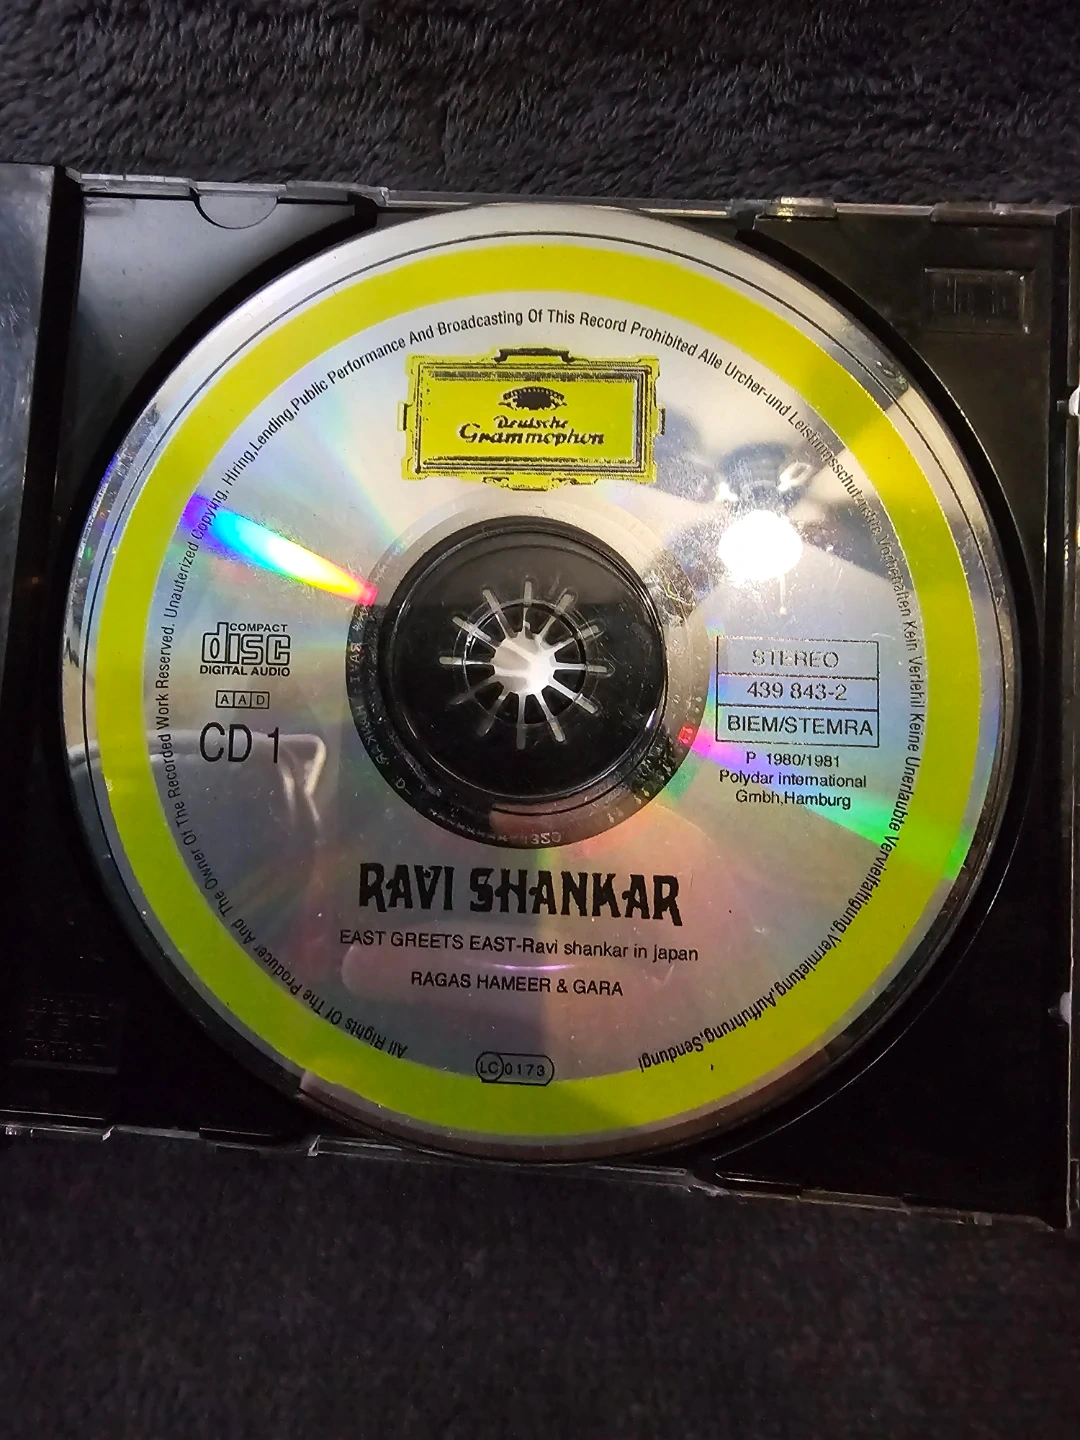 All Rights Of The Producer And The Owner Of The Recorded Work Reserved. Unauterized Copying, Hiring,Lending,Public Performance And Broadcasting Of This Record Prohibited Alle Urcher-und Leistungsschutzrechte Vorbehalten Kein Verleih! Keine Unerlaubte Vervielfaltigung,Vermietung,Auffuhrung,Sendung!
Deutsche
Grammophon
COMPACT
disc
DIGITAL AUDIO
AAD
CD 1
STEREO
439 843-2
BIEM/STEMRA
P 1980/1981
Polydar international
Gmbh,Hamburg
RAVI SHANKAR
EAST GREETS EAST-Ravi shankar in japan
RAGAS HAMEER & GARA
LC 0173